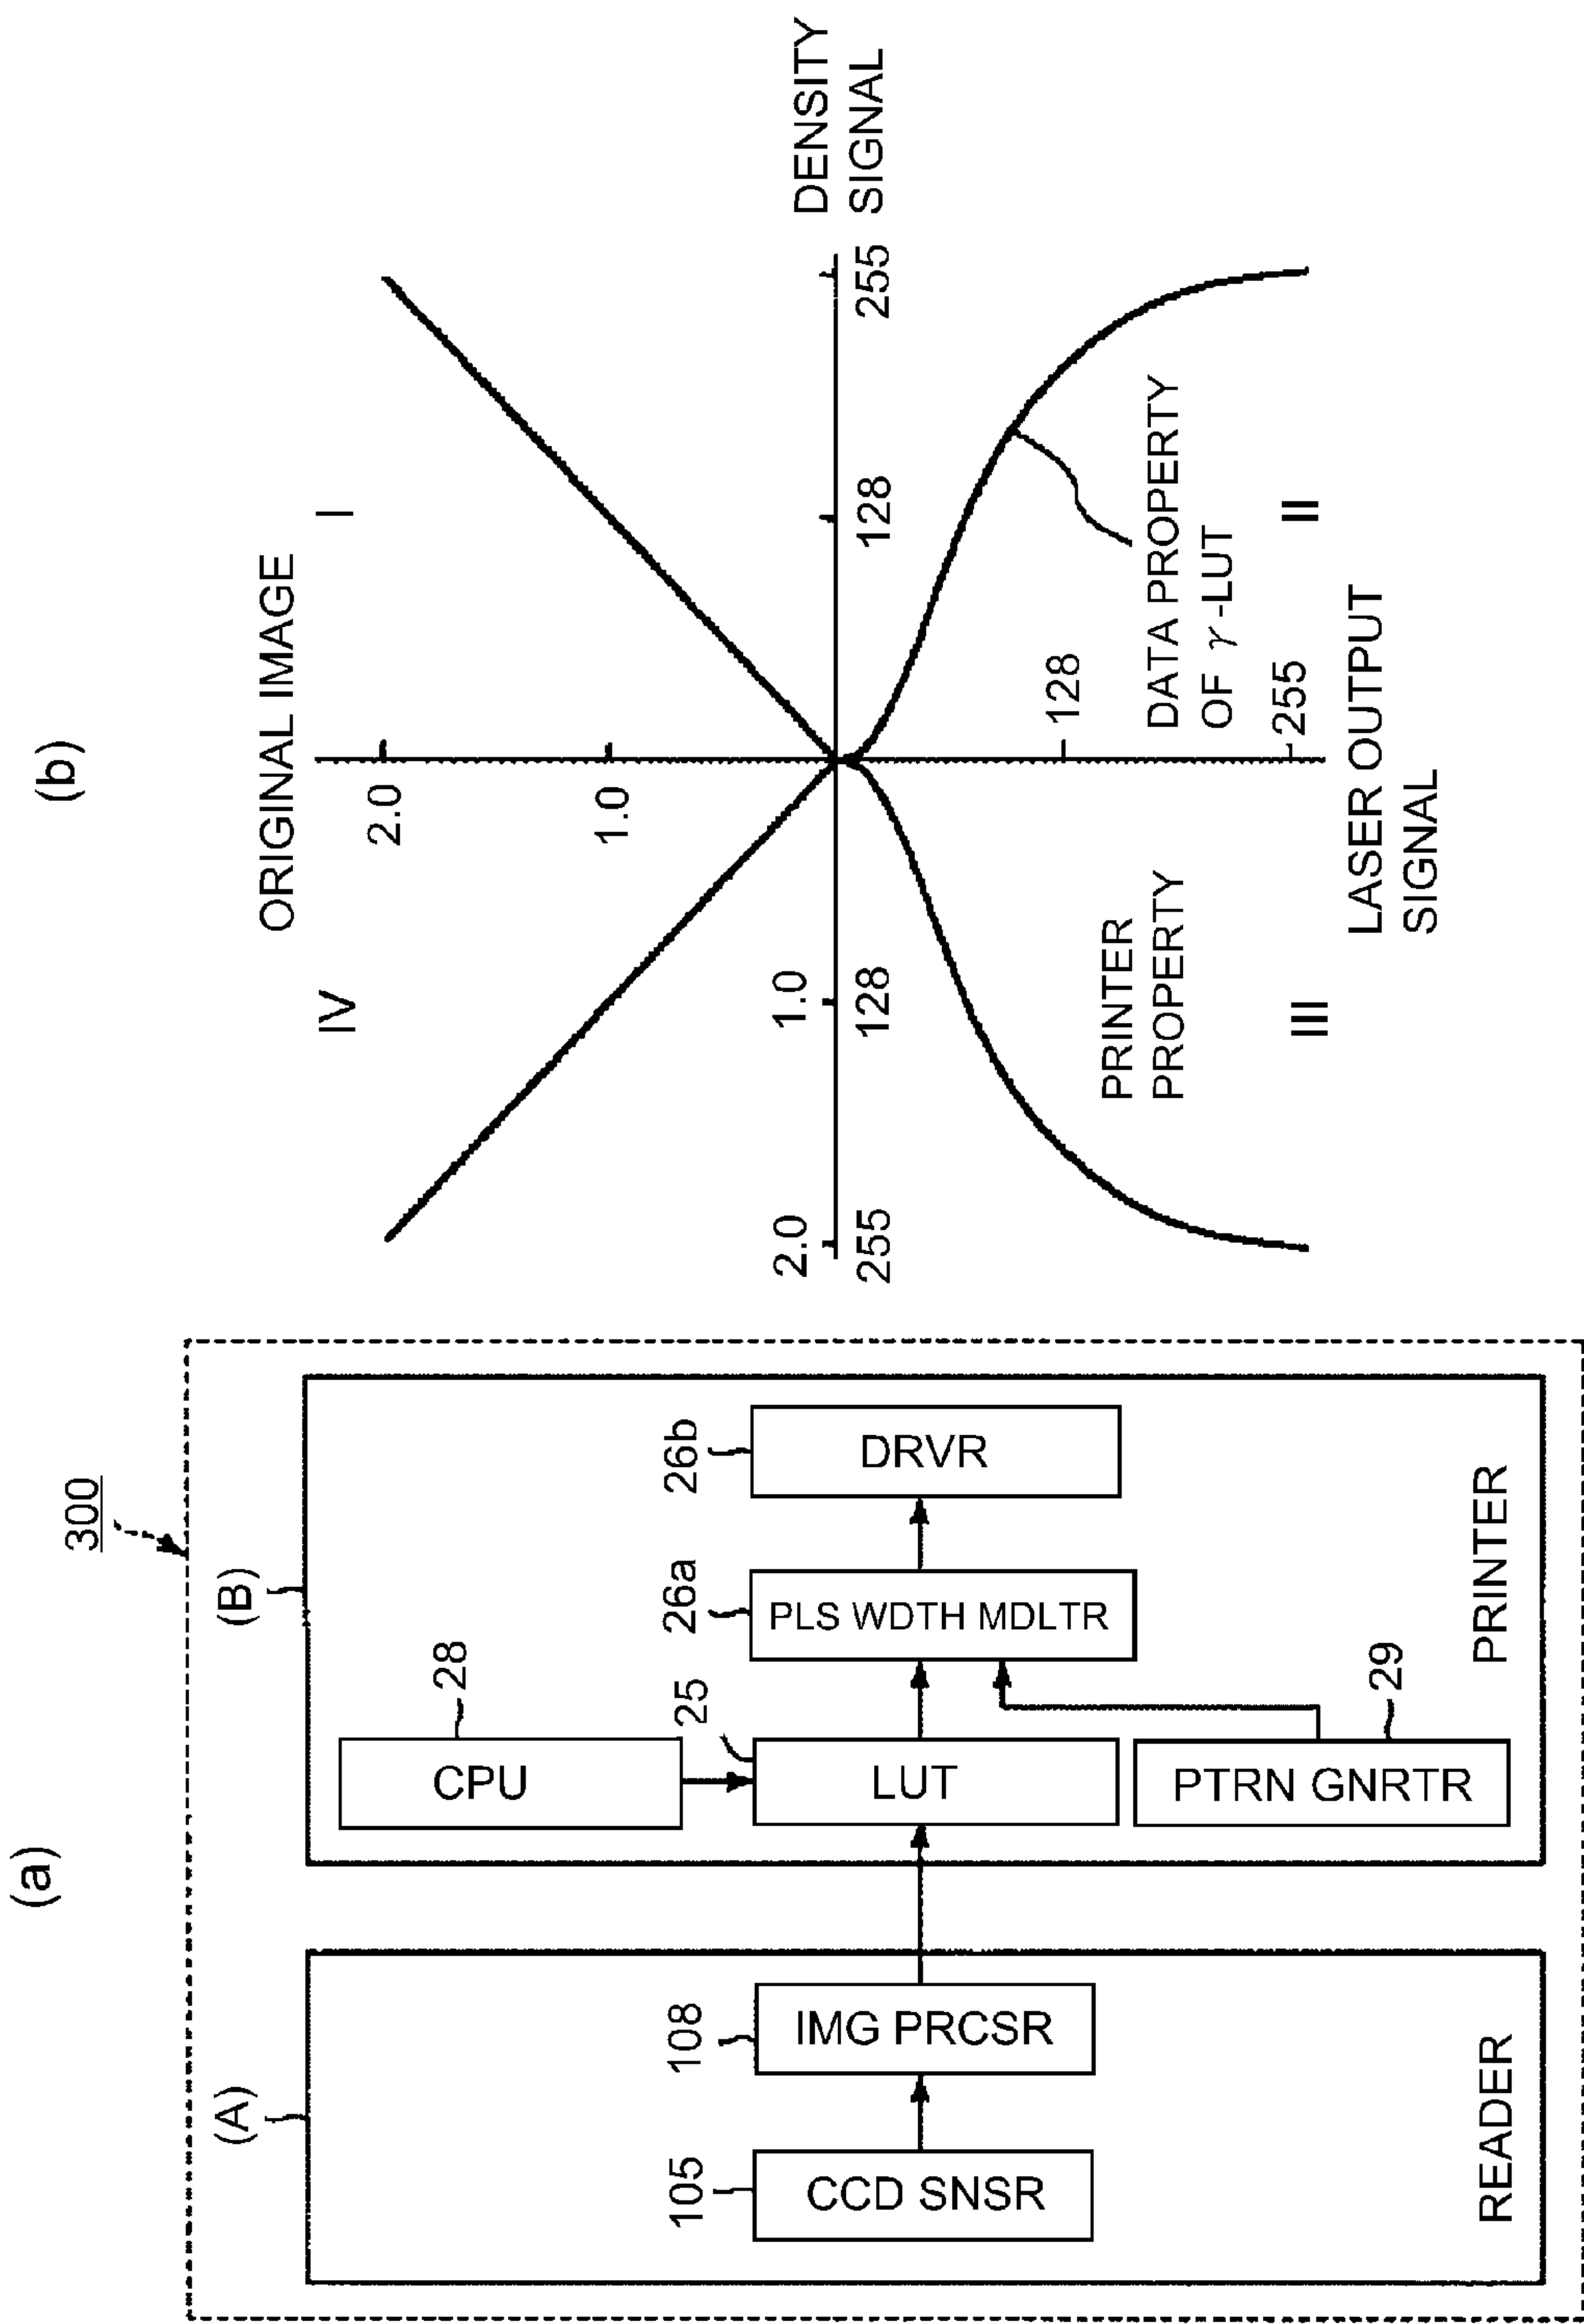 (a)
300
(A)
(B)
105
CCD SNSR
108
IMG PRCSR
READER
CPU
28
25
LUT
26a
PLS WDTH MDLTR
26b
DRVR
PTRN GNRTR
29
PRINTER
(b)
ORIGINAL IMAGE
IV
I
2.0
1.0
2.0
1.0
255
128
128
255
DENSITY
SIGNAL
128
255
PRINTER
PROPERTY
DATA PROPERTY
OF γ-LUT
III
II
LASER OUTPUT
SIGNAL